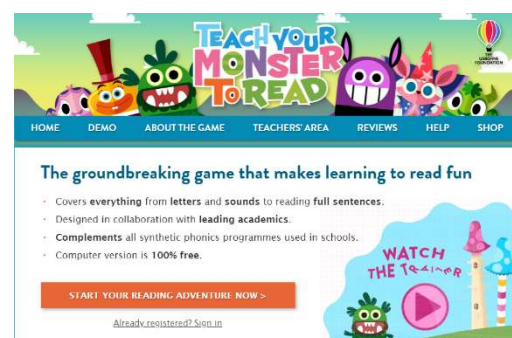 TEACH YOUR
MONSTER
TO READ
THE
USBORNE
FOUNDATION
HOME DEMO ABOUT THE GAME TEACHERS' AREA REVIEWS HELP SHOP
The groundbreaking game that makes learning to read fun
Covers everything from letters and sounds to reading full sentences.
Designed in collaboration with leading academics.
Complements all synthetic phonics programmes used in schools.
Computer version is 100% free.
WATCH
THE TRAILER
START YOUR READING ADVENTURE NOW >
Already registered? Sign in